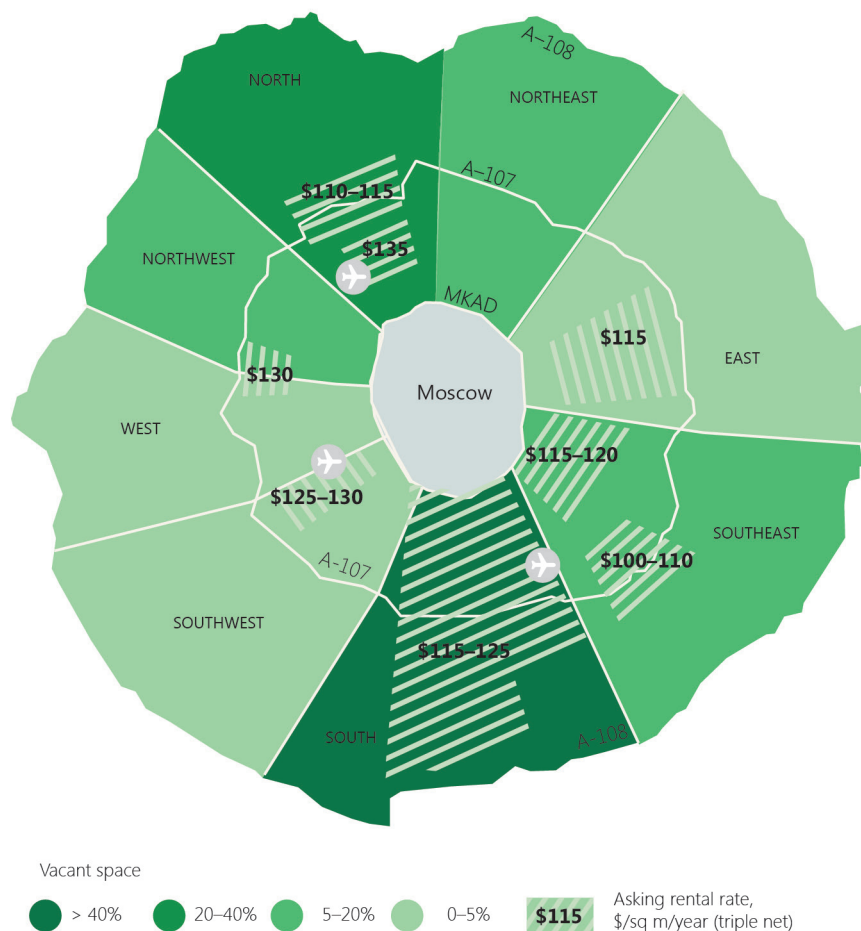 A–108
NORTH
NORTHEAST
A–107
$110–115
$135
NORTHWEST
MKAD
$115
EAST
$130
Moscow
WEST
$115–120
$125–130
SOUTHEAST
$100–110
A-107
SOUTHWEST
$115–125
SOUTH
A-108
Vacant space
> 40%
20–40%
5–20%
0–5%
$115
Asking rental rate,
$/sq m/year (triple net)